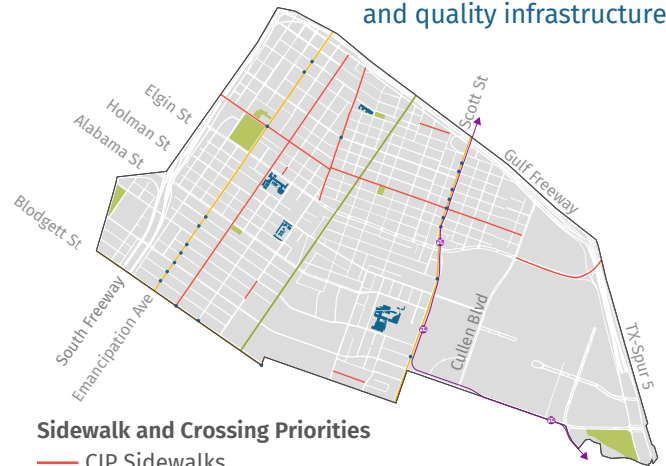 and quality infrastructure
Scott St
Elgin St
Holman St
Alabama St
Gulf Freeway
Blodgett St
South Freeway
Emancipation Ave
Cullen Blvd
TX-Spur 5
Sidewalk and Crossing Priorities
CIP Sidewalks